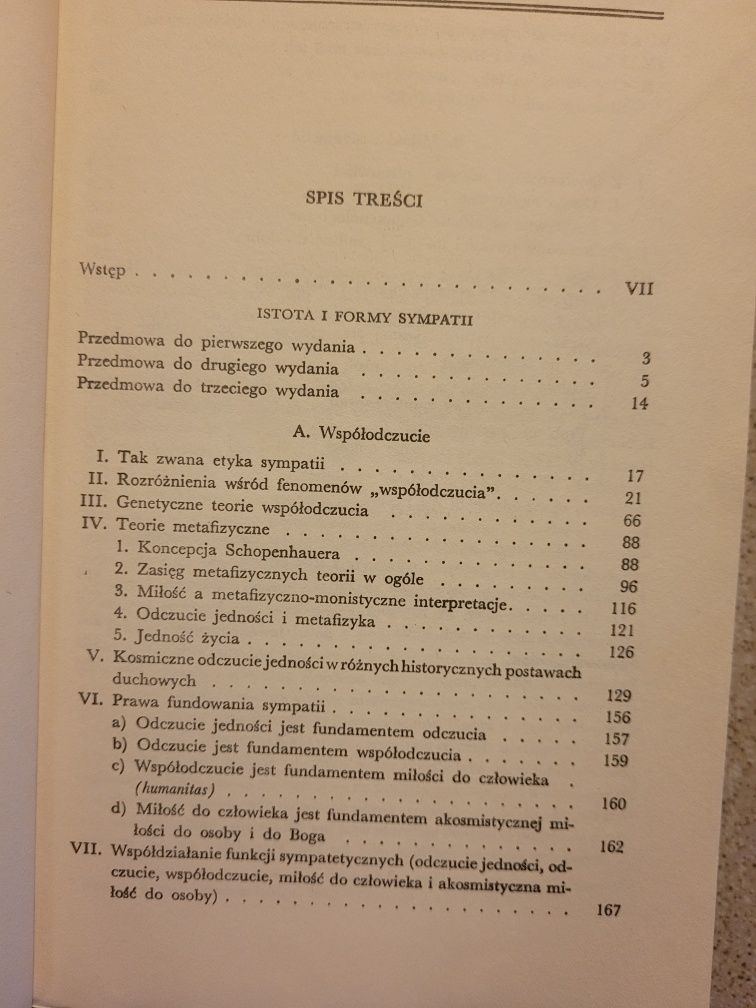 SPIS TREŚCI
Wstęp . . . . . . . . . . . . . . . . . . . . . . . . . . . VII
ISTOTA I FORMY SYMPATII
Przedmowa do pierwszego wydania . . . . . . . . . . . . 3
Przedmowa do drugiego wydania . . . . . . . . . . . . 5
Przedmowa do trzeciego wydania . . . . . . . . . . . . 14
A. Współodczucie
I. Tak zwana etyka sympatii . . . . . . . . . . . . . 17
II. Rozróżnienia wśród fenomenów „współodczucia”. . . . . . 21
III. Genetyczne teorie współodczucia . . . . . . . . . . . 66
IV. Teorie metafizyczne . . . . . . . . . . . . . . . . 88
1. Koncepcja Schopenhauera . . . . . . . . . . . . 88
2. Zasięg metafizycznych teorii w ogóle . . . . . . . . 96
3. Miłość a metafizyczno-monistyczne interpretacje. . . . . 116
4. Odczucie jedności i metafizyka . . . . . . . . . . . 121
5. Jedność życia . . . . . . . . . . . . . . . . . . 126
V. Kosmiczne odczucie jedności w różnych historycznych postawach
duchowych . . . . . . . . . . . . . . . . . . . . 129
VI. Prawa fundowania sympatii . . . . . . . . . . . . . 156
a) Odczucie jedności jest fundamentem odczucia . . . . . 157
b) Odczucie jest fundamentem współodczucia . . . . . . . 159
c) Współodczucie jest fundamentem miłości do człowieka .
(humanitas) . . . . . . . . . . . . . . . . . . . 160
d) Miłość do człowieka jest fundamentem akosmistycznej mi-
łości do osoby i do Boga . . . . . . . . . . . . . 162
VII. Współdziałanie funkcji sympatetycznych (odczucie jedności, od-
czucie, współodczucie, miłość do człowieka i akosmistyczna mi-
łość do osoby) . . . . . . . . . . . . . . . . . . . 167